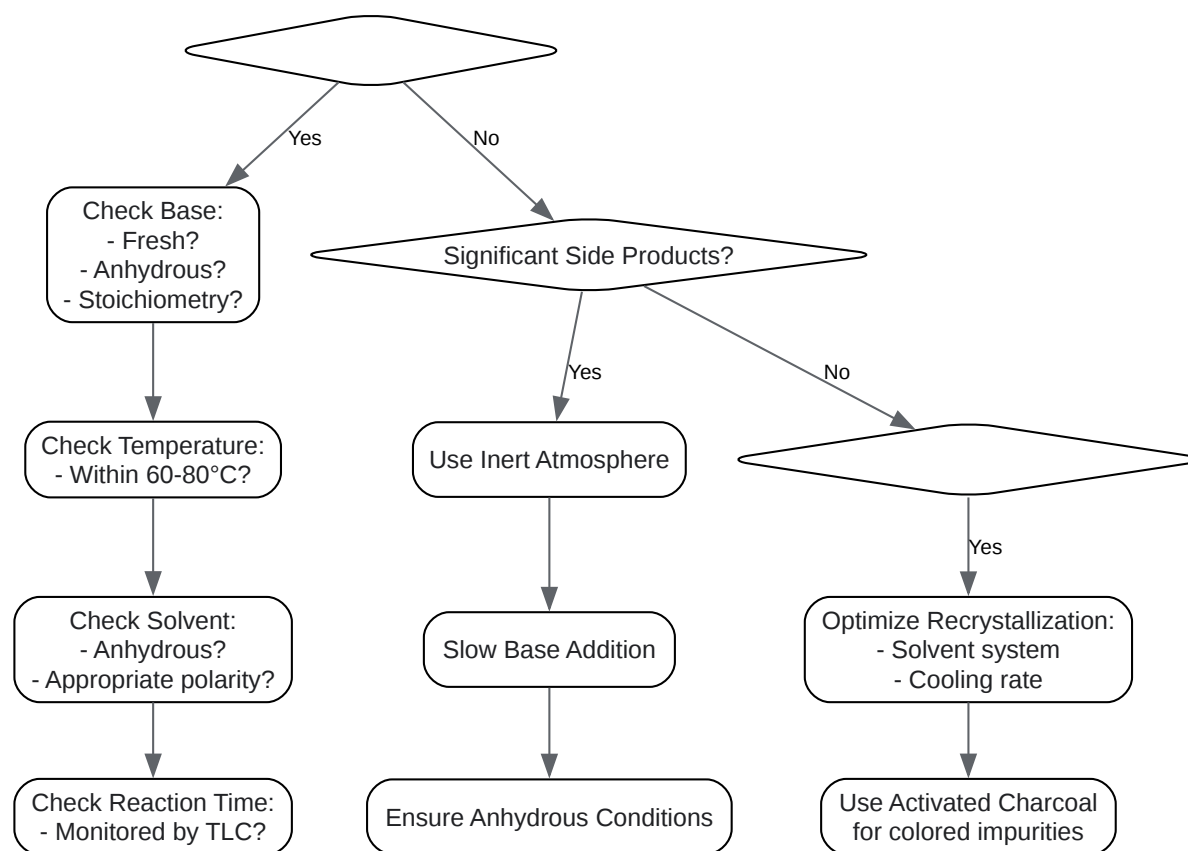 Yes
No
Check Base:
- Fresh?
- Anhydrous?
- Stoichiometry?
Significant Side Products?
Yes
No
Check Temperature:
- Within 60-80°C?
Use Inert Atmosphere
Yes
Check Solvent:
- Anhydrous?
- Appropriate polarity?
Slow Base Addition
Optimize Recrystallization:
- Solvent system
- Cooling rate
Check Reaction Time:
- Monitored by TLC?
Ensure Anhydrous Conditions
Use Activated Charcoal
for colored impurities